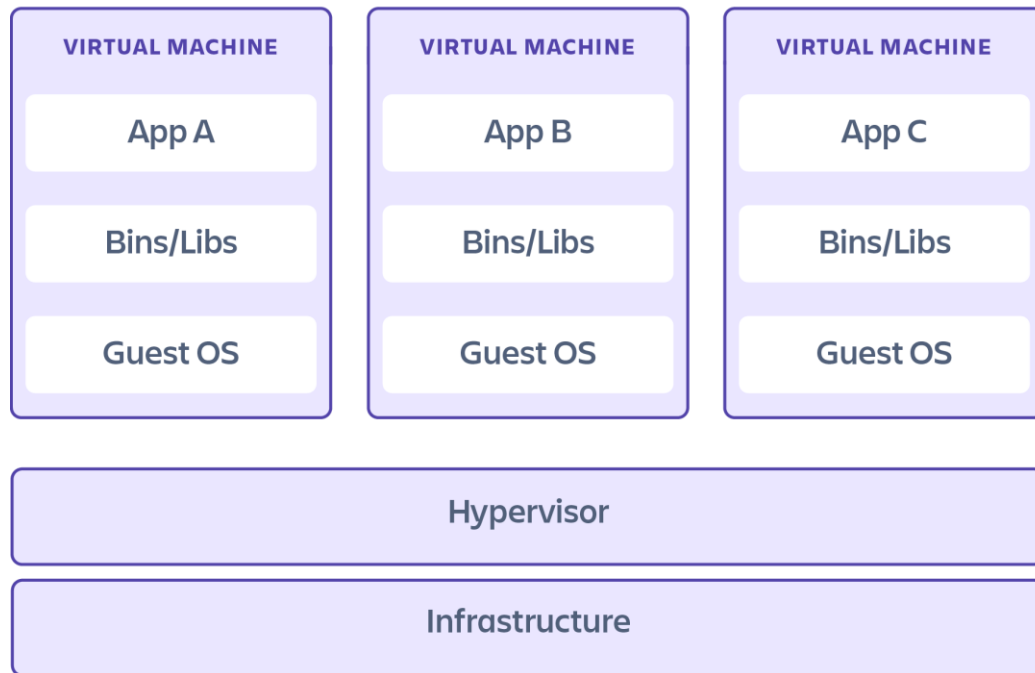 VIRTUAL MACHINE
App A
Bins/Libs
Guest OS
VIRTUAL MACHINE
App B
Bins/Libs
Guest OS
VIRTUAL MACHINE
App C
Bins/Libs
Guest OS
Hypervisor
Infrastructure